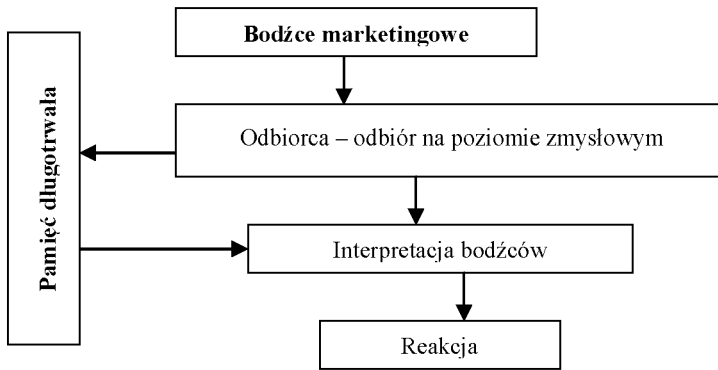 Bodźce marketingowe
Odbiorca – odbiór na poziomie zmysłowym
Pamięć długotrwała
Interpretacja bodźców
Reakcja